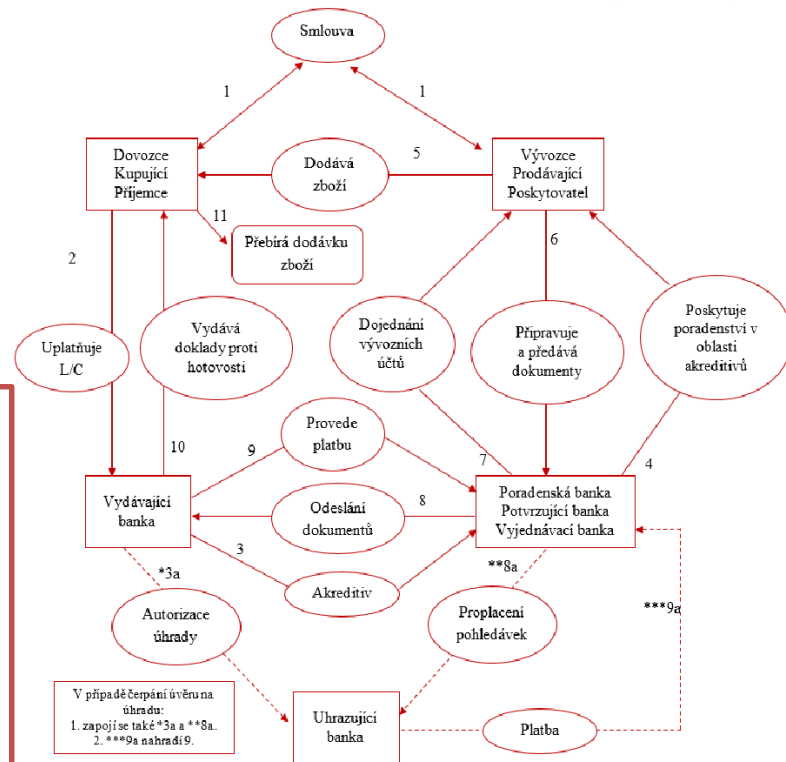 Smlouva
1
1
Dovozce
Kupující
Příjemce
Dodává
zboží
5
Vývozce
Prodávající
Poskytovatel
11
Přebírá dodávku
zboží
2
6
Uplatňuje
L/C
Vydává
doklady proti
hotovosti
Dojednání
vývozních
účtů
Připravuje
a předává
dokumenty
Poskytuje
poradenství v
oblasti
akreditivů
10
9
Provede
platbu
7
4
Vydávající
banka
Odeslání
dokumentů
8
Poradenská banka
Potvrzující banka
Vyjednávací banka
3
Akreditiv
*3a
**8a
***9a
Autorizace
úhrady
Proplacení
pohledávek
V případě čerpání úvěru na
úhradu:
1. zapojí se také *3a a **8a.
2. ***9a nahradí 9.
Uhrazující
banka
Platba